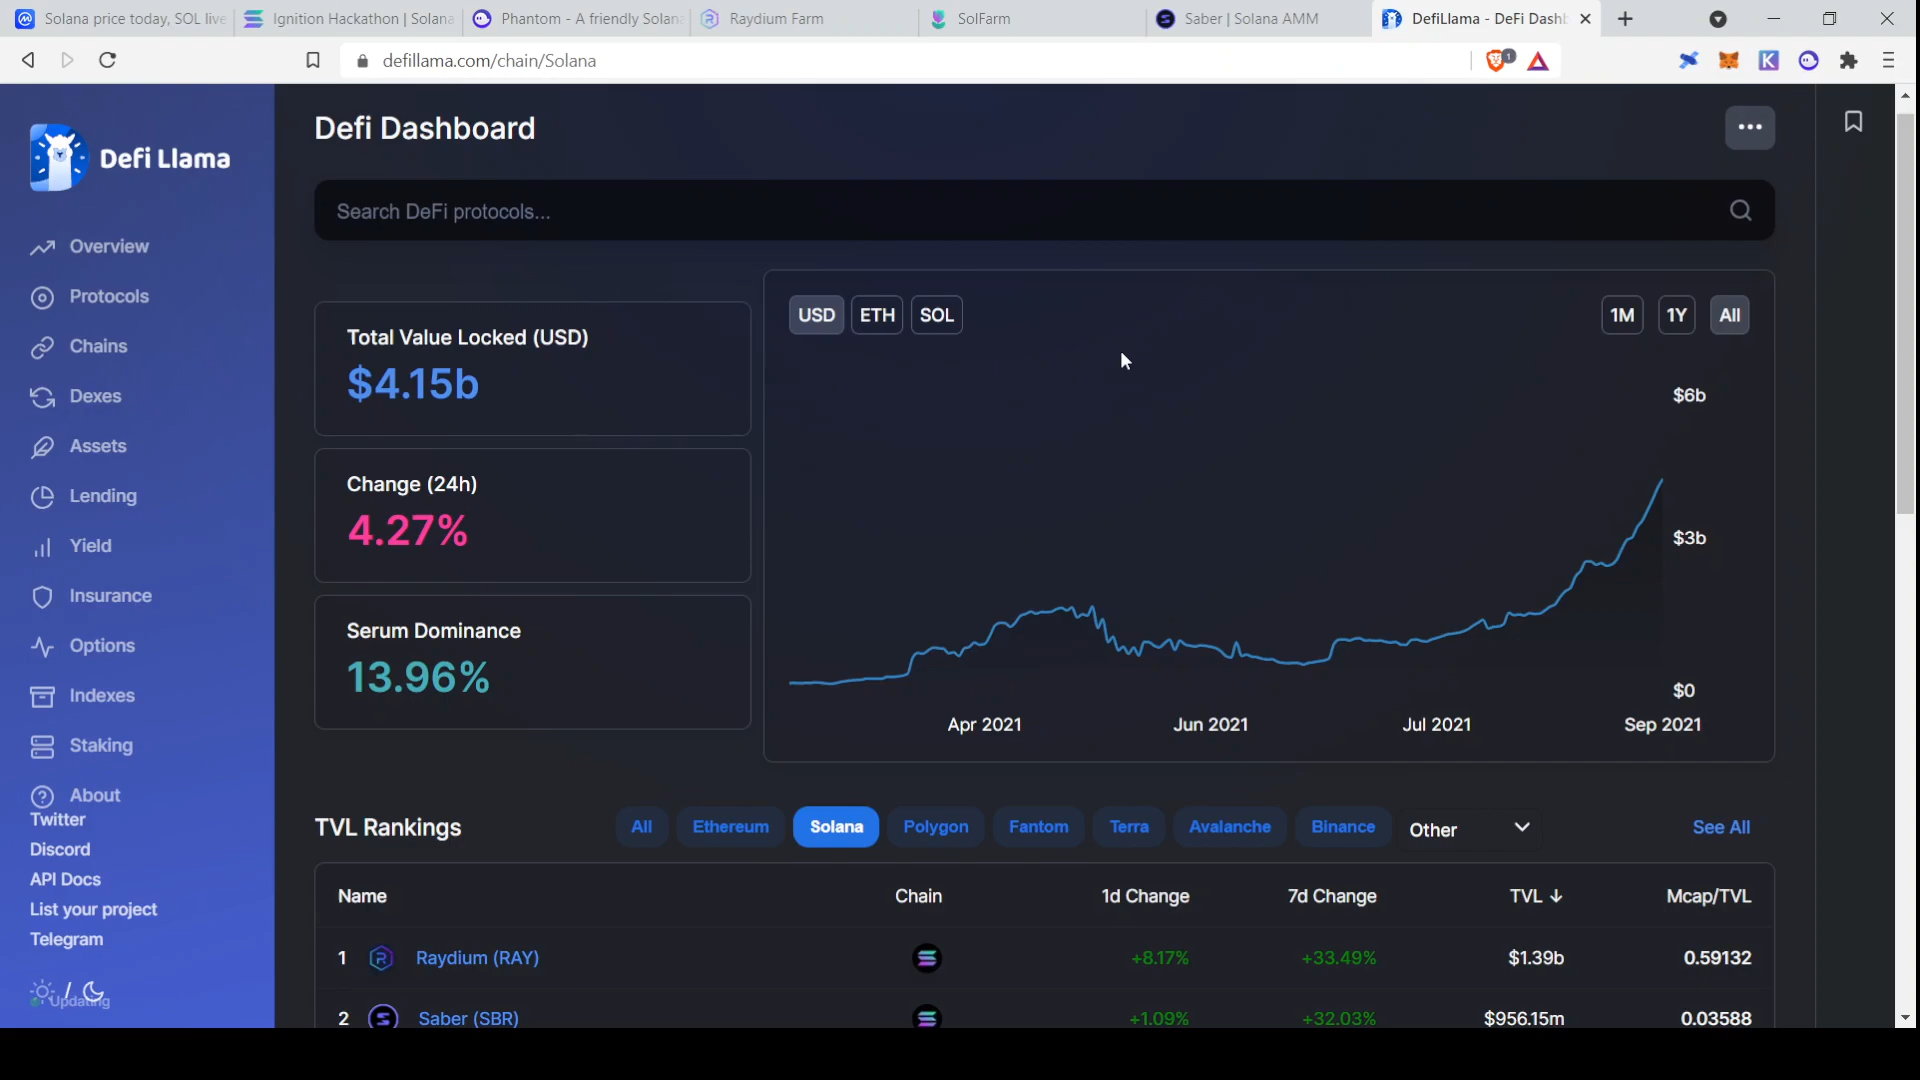 Solana price today, SOL live
Ignition Hackathon | Solana
Phantom - A friendly Solana
Raydium Farm
SolFarm
Saber | Solana AMM
DefiLlama - DeFi Dashb
defillama.com/chain/Solana
1
K
Defi Llama
Overview
Protocols
Chains
Dexes
Assets
Lending
Yield
Insurance
Options
Indexes
Staking
About
Twitter
Discord
API Docs
List your project
Telegram
/
Updating
Defi Dashboard
Search DeFi protocols...
Total Value Locked (USD)
$4.15b
Change (24h)
4.27%
Serum Dominance
13.96%
USD ETH SOL
1M 1Y All
$6b
$3b
$0
Apr 2021 Jun 2021 Jul 2021 Sep 2021
TVL Rankings
All Ethereum Solana Polygon Fantom Terra Avalanche Binance Other See All
Name Chain 1d Change 7d Change TVL Mcap/TVL
1 Raydium (RAY) +8.17% +33.49% $1.39b 0.59132
2 Saber (SBR) +1.09% +32.03% $956.15m 0.03588